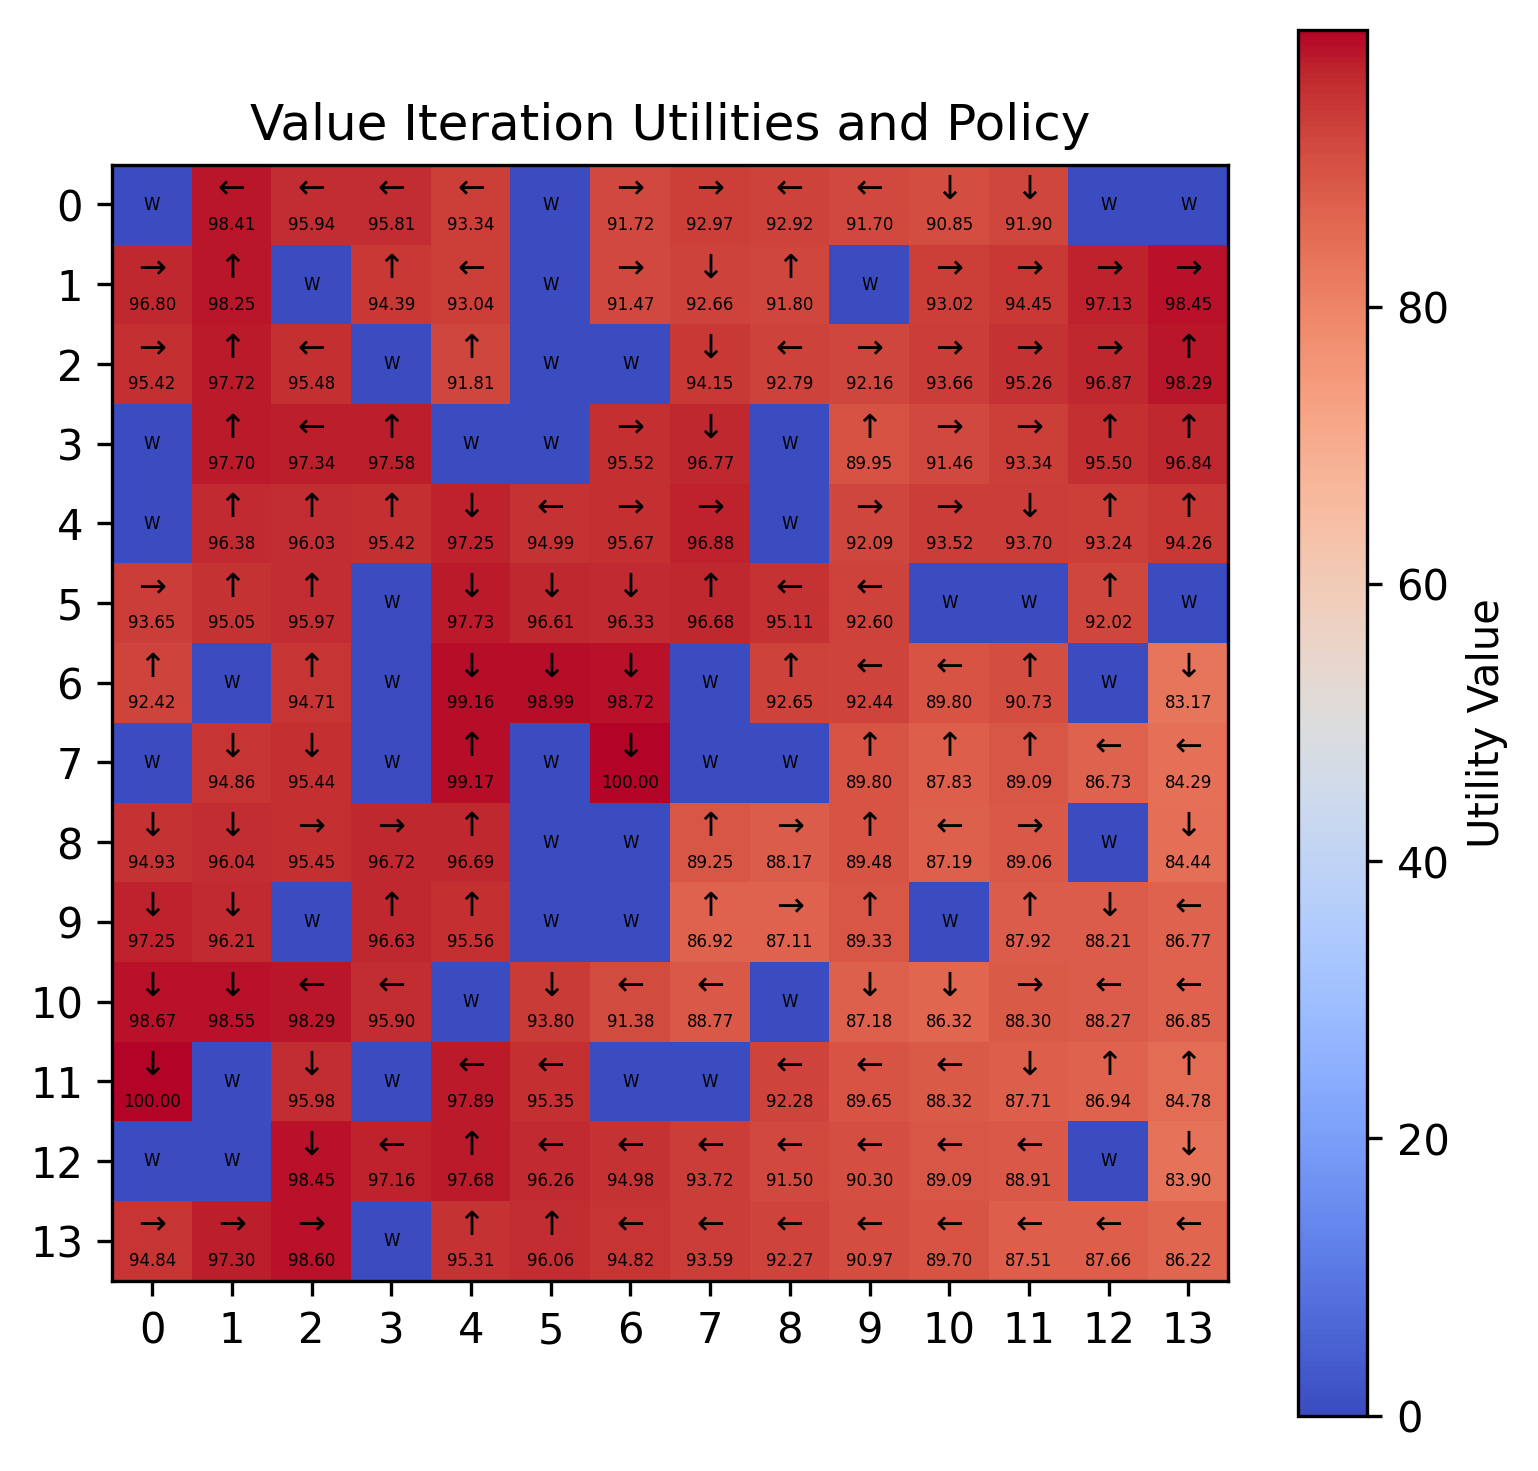 Value Iteration Utilities and Policy
0 W ← ← ← ← W → → ← ← ↓ ↓ W W
98.41 95.94 95.81 93.34 91.72 92.97 92.92 91.70 90.85 91.90
1 → ↑ W ↑ ← W → ↓ ↑ W → → → →
96.80 98.25 94.39 93.04 91.47 92.66 91.80 93.02 94.45 97.13 98.45
2 → ↑ ← W ↑ W W ↓ ← → → → → ↑
95.42 97.72 95.48 91.81 94.15 92.79 92.16 93.66 95.26 96.87 98.29
3 W ↑ ← ↑ W W → ↓ W ↑ → → ↑ ↑
97.70 97.34 97.58 95.52 96.77 89.95 91.46 93.34 95.50 96.84
4 W ↑ ↑ ↑ ↓ ← → → W → → ↓ ↑ ↑
96.38 96.03 95.42 97.25 94.99 95.67 96.88 92.09 93.52 93.70 93.24 94.26
5 → ↑ ↑ W ↓ ↓ ↓ ↑ ← ← W W ↑ W
93.65 95.05 95.97 97.73 96.61 96.33 96.68 95.11 92.60 92.02
6 ↑ W ↑ W ↓ ↓ ↓ W ↑ ← ← ↑ W ↓
92.42 94.71 99.16 98.99 98.72 92.65 92.44 89.80 90.73 83.17
7 W ↓ ↓ W ↑ W ↓ W W ↑ ↑ ↑ ← ←
94.86 95.44 99.17 100.00 89.80 87.83 89.09 86.73 84.29
8 ↓ ↓ → → ↑ W W ↑ → ↑ ← → W ↓
94.93 96.04 95.45 96.72 96.69 89.25 88.17 89.48 87.19 89.06 84.44
9 ↓ ↓ W ↑ ↑ W W ↑ → ↑ W ↑ ↓ ←
97.25 96.21 96.63 95.56 86.92 87.11 89.33 87.92 88.21 86.77
10 ↓ ↓ ← ← W ↓ ← ← W ↓ ↓ → ← ←
98.67 98.55 98.29 95.90 93.80 91.38 88.77 87.18 86.32 88.30 88.27 86.85
11 ↓ W ↓ W ← ← W W ← ← ← ↓ ↑ ↑
100.00 95.98 97.89 95.35 92.28 89.65 88.32 87.71 86.94 84.78
12 W W ↓ ← ↑ ← ← ← ← ← ← ← W ↓
98.45 97.16 97.68 96.26 94.98 93.72 91.50 90.30 89.09 88.91 83.90
13 → → → W ↑ ↑ ← ← ← ← ← ← ← ←
94.84 97.30 98.60 95.31 96.06 94.82 93.59 92.27 90.97 89.70 87.51 87.66 86.22
0 1 2 3 4 5 6 7 8 9 10 11 12 13
80
60
40
20
0
Utility Value